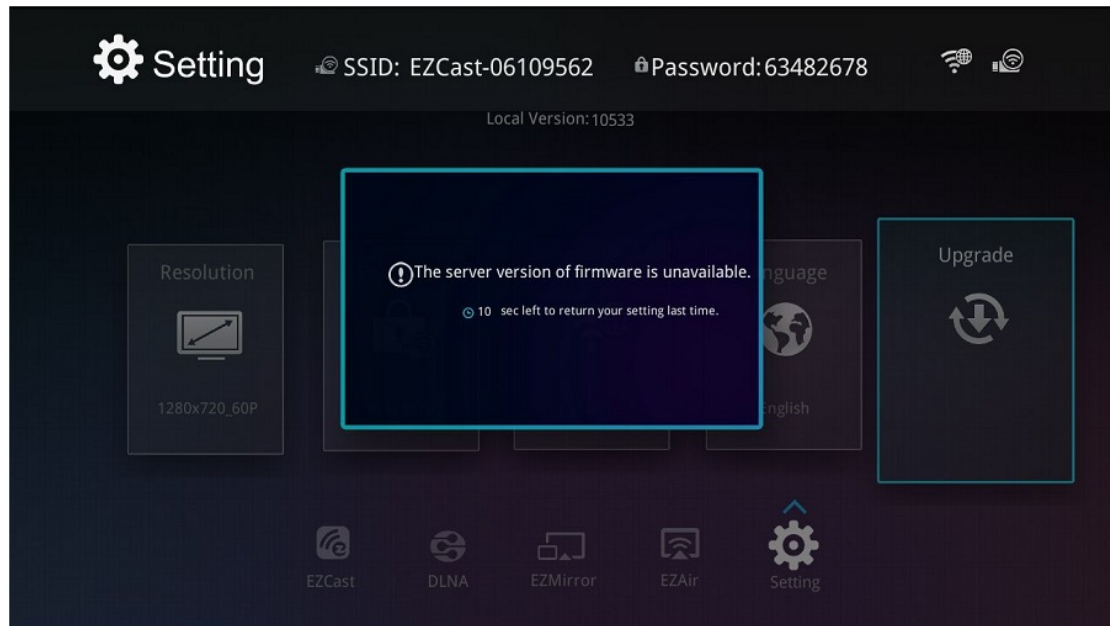 Setting SSID: EZCast-06109562 Password:63482678
Local Version:10533
Resolution
nguage
Upgrade
The server version of firmware is unavailable.
10 sec left to return your setting last time.
1280x720_60P
English
EZCast DLNA EZMirror EZAir Setting